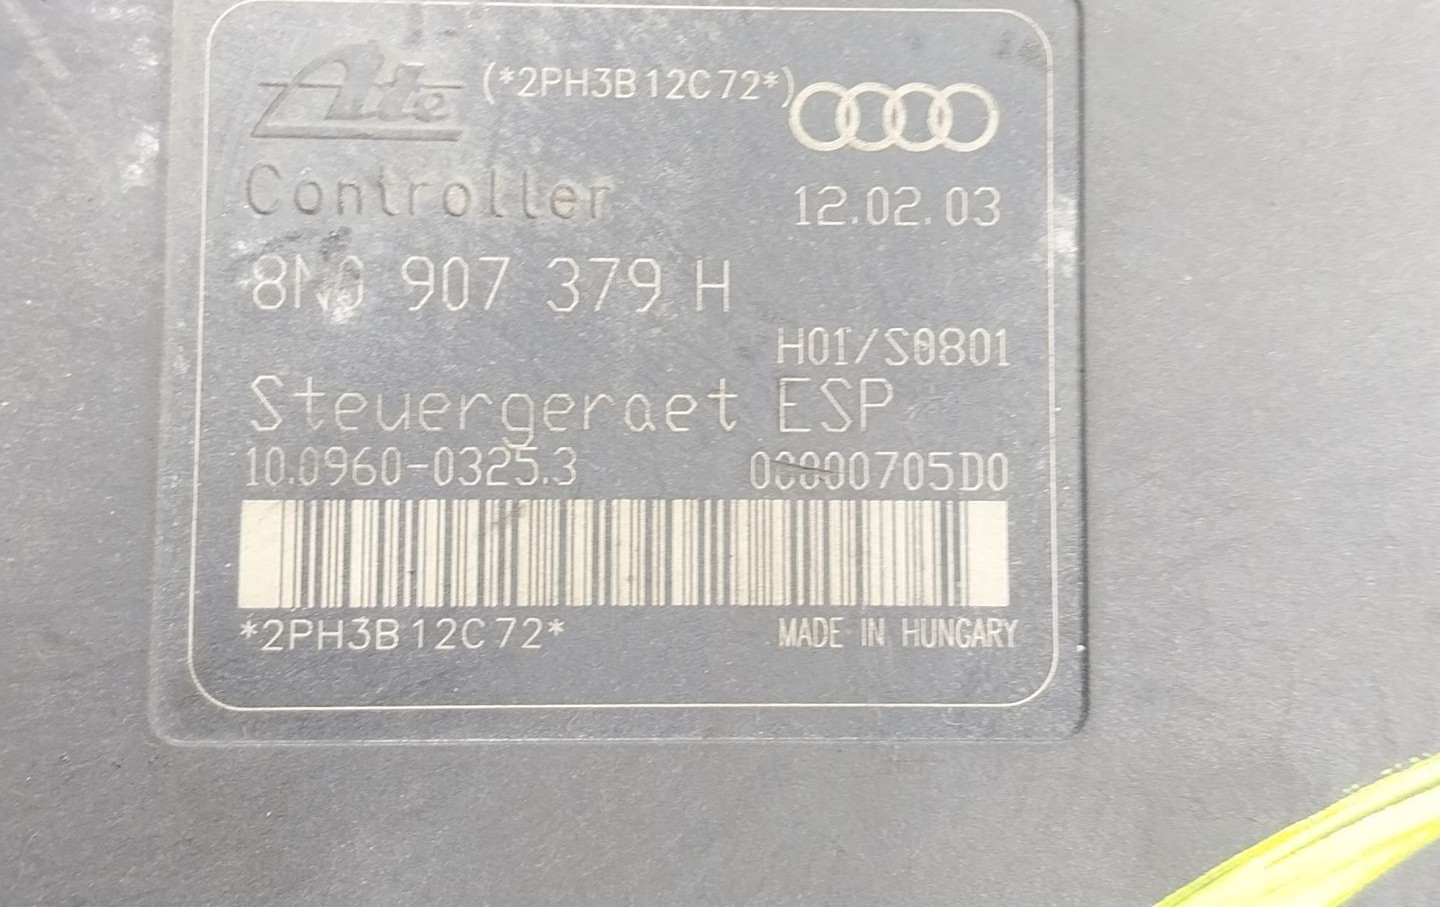 Ate (*2PH3B12C72*)
Controller 12.02.03
8N0 907 379 H
H01/S0801
Steuergeraet ESP
10.0960-0325.3 00000705D0
*2PH3B12C72* MADE IN HUNGARY